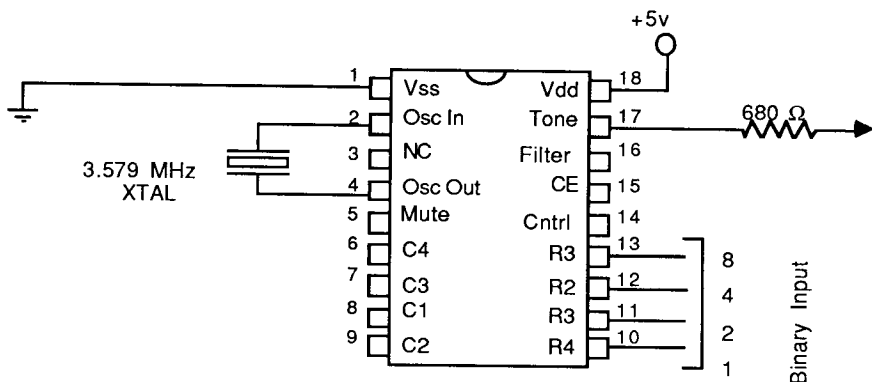 +5v
1 Vss Vdd 18
2 Osc In Tone 17 680 Ω
3 NC Filter 16
3.579 MHz
XTAL
4 Osc Out CE 15
5 Mute Cntrl 14
6 C4 R3 13 8
7 C3 R2 12 4
8 C1 R3 11 2
9 C2 R4 10 1
Binary Input